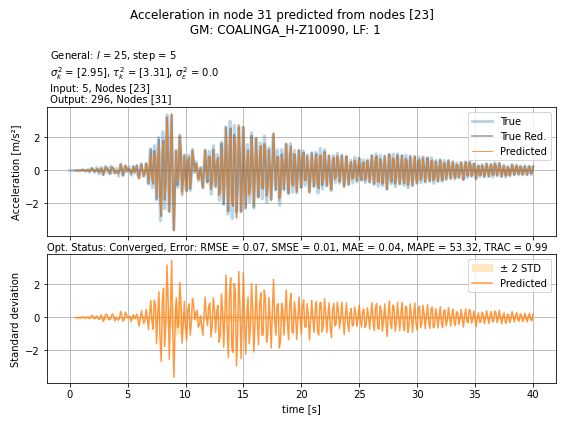 Acceleration in node 31 predicted from nodes [23]
GM: COALINGA_H-Z10090, LF: 1
General: l = 25, step = 5
σ²ₖ = [2.95], τ²ₖ = [3.31], σ²ε = 0.0
Input: 5, Nodes [23]
Output: 296, Nodes [31]
Acceleration [m/s²]
2
0
−2
True
True Red.
Predicted
Opt. Status: Converged, Error: RMSE = 0.07, SMSE = 0.01, MAE = 0.04, MAPE = 53.32, TRAC = 0.99
Standard deviation
2
0
−2
± 2 STD
Predicted
0 5 10 15 20 25 30 35 40
time [s]